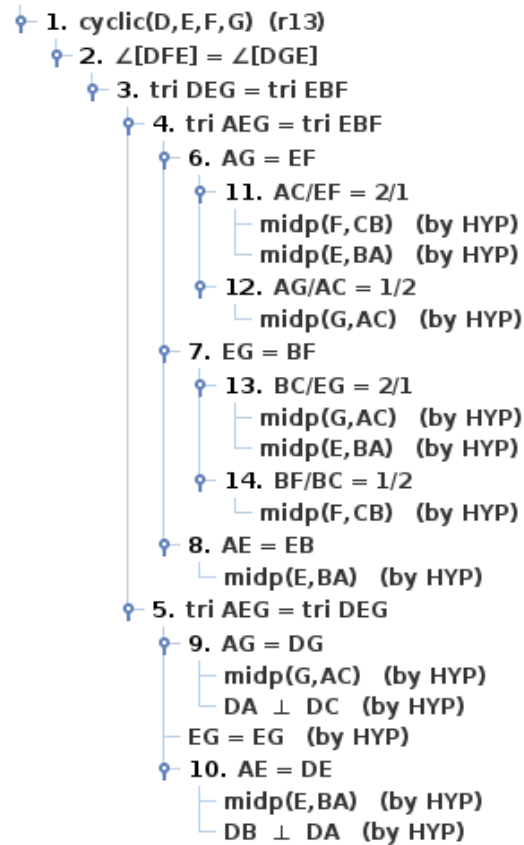 1. cyclic(D,E,F,G) (r13)
2. ∠[DFE] = ∠[DGE]
3. tri DEG = tri EBF
4. tri AEG = tri EBF
6. AG = EF
11. AC/EF = 2/1
midp(F,CB) (by HYP)
midp(E,BA) (by HYP)
12. AG/AC = 1/2
midp(G,AC) (by HYP)
7. EG = BF
13. BC/EG = 2/1
midp(G,AC) (by HYP)
midp(E,BA) (by HYP)
14. BF/BC = 1/2
midp(F,CB) (by HYP)
8. AE = EB
midp(E,BA) (by HYP)
5. tri AEG = tri DEG
9. AG = DG
midp(G,AC) (by HYP)
DA ⊥ DC (by HYP)
EG = EG (by HYP)
10. AE = DE
midp(E,BA) (by HYP)
DB ⊥ DA (by HYP)